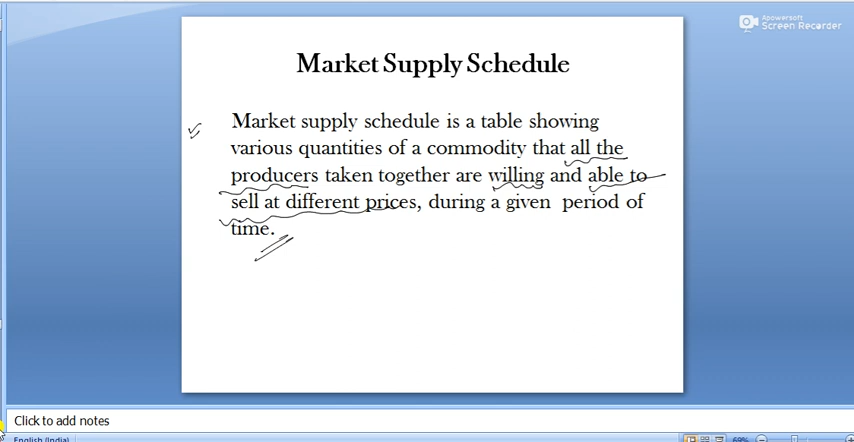 Apowersoft
Screen Recorder
Market Supply Schedule
Market supply schedule is a table showing
various quantities of a commodity that all the
producers taken together are willing and able to
sell at different prices, during a given period of
time.
Click to add notes
English (India)
69%